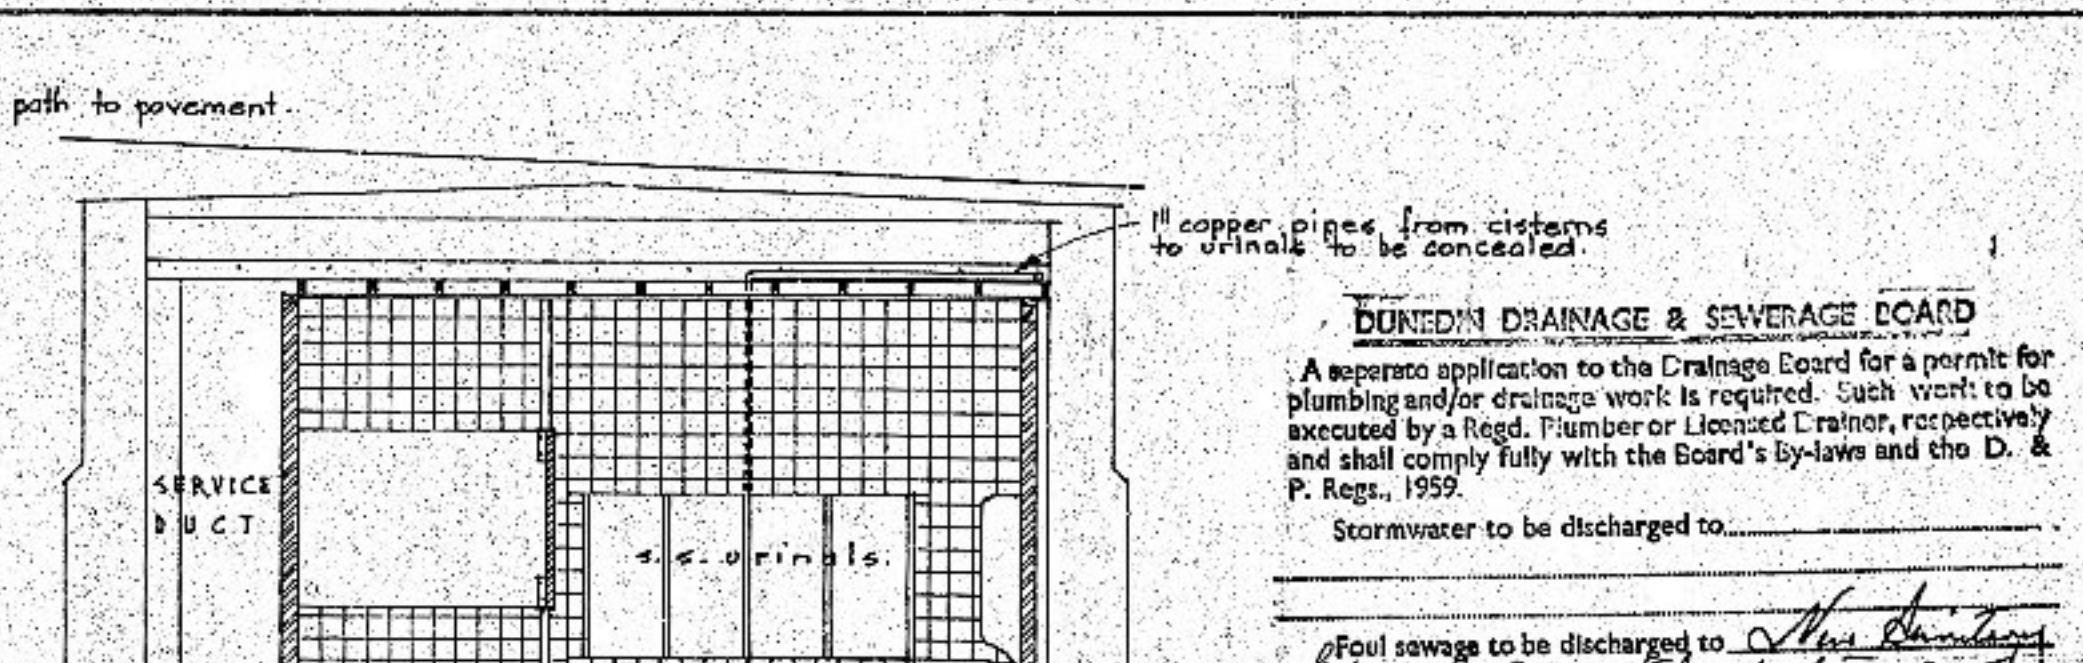 path to pavement.
1" copper pipes from cisterns
to urinals to be concealed.
SERVICE
DUCT
s.s. urinals.
DUNEDIN DRAINAGE & SEWERAGE BOARD
A seperate application to the Drainage Board for a permit for
plumbing and/or drainage work is required. Such work to be
executed by a Regd. Plumber or Licensed Drainer, respectively
and shall comply fully with the Board's By-laws and the D. &
P. Regs., 1959.
Stormwater to be discharged to
Foul sewage to be discharged to New